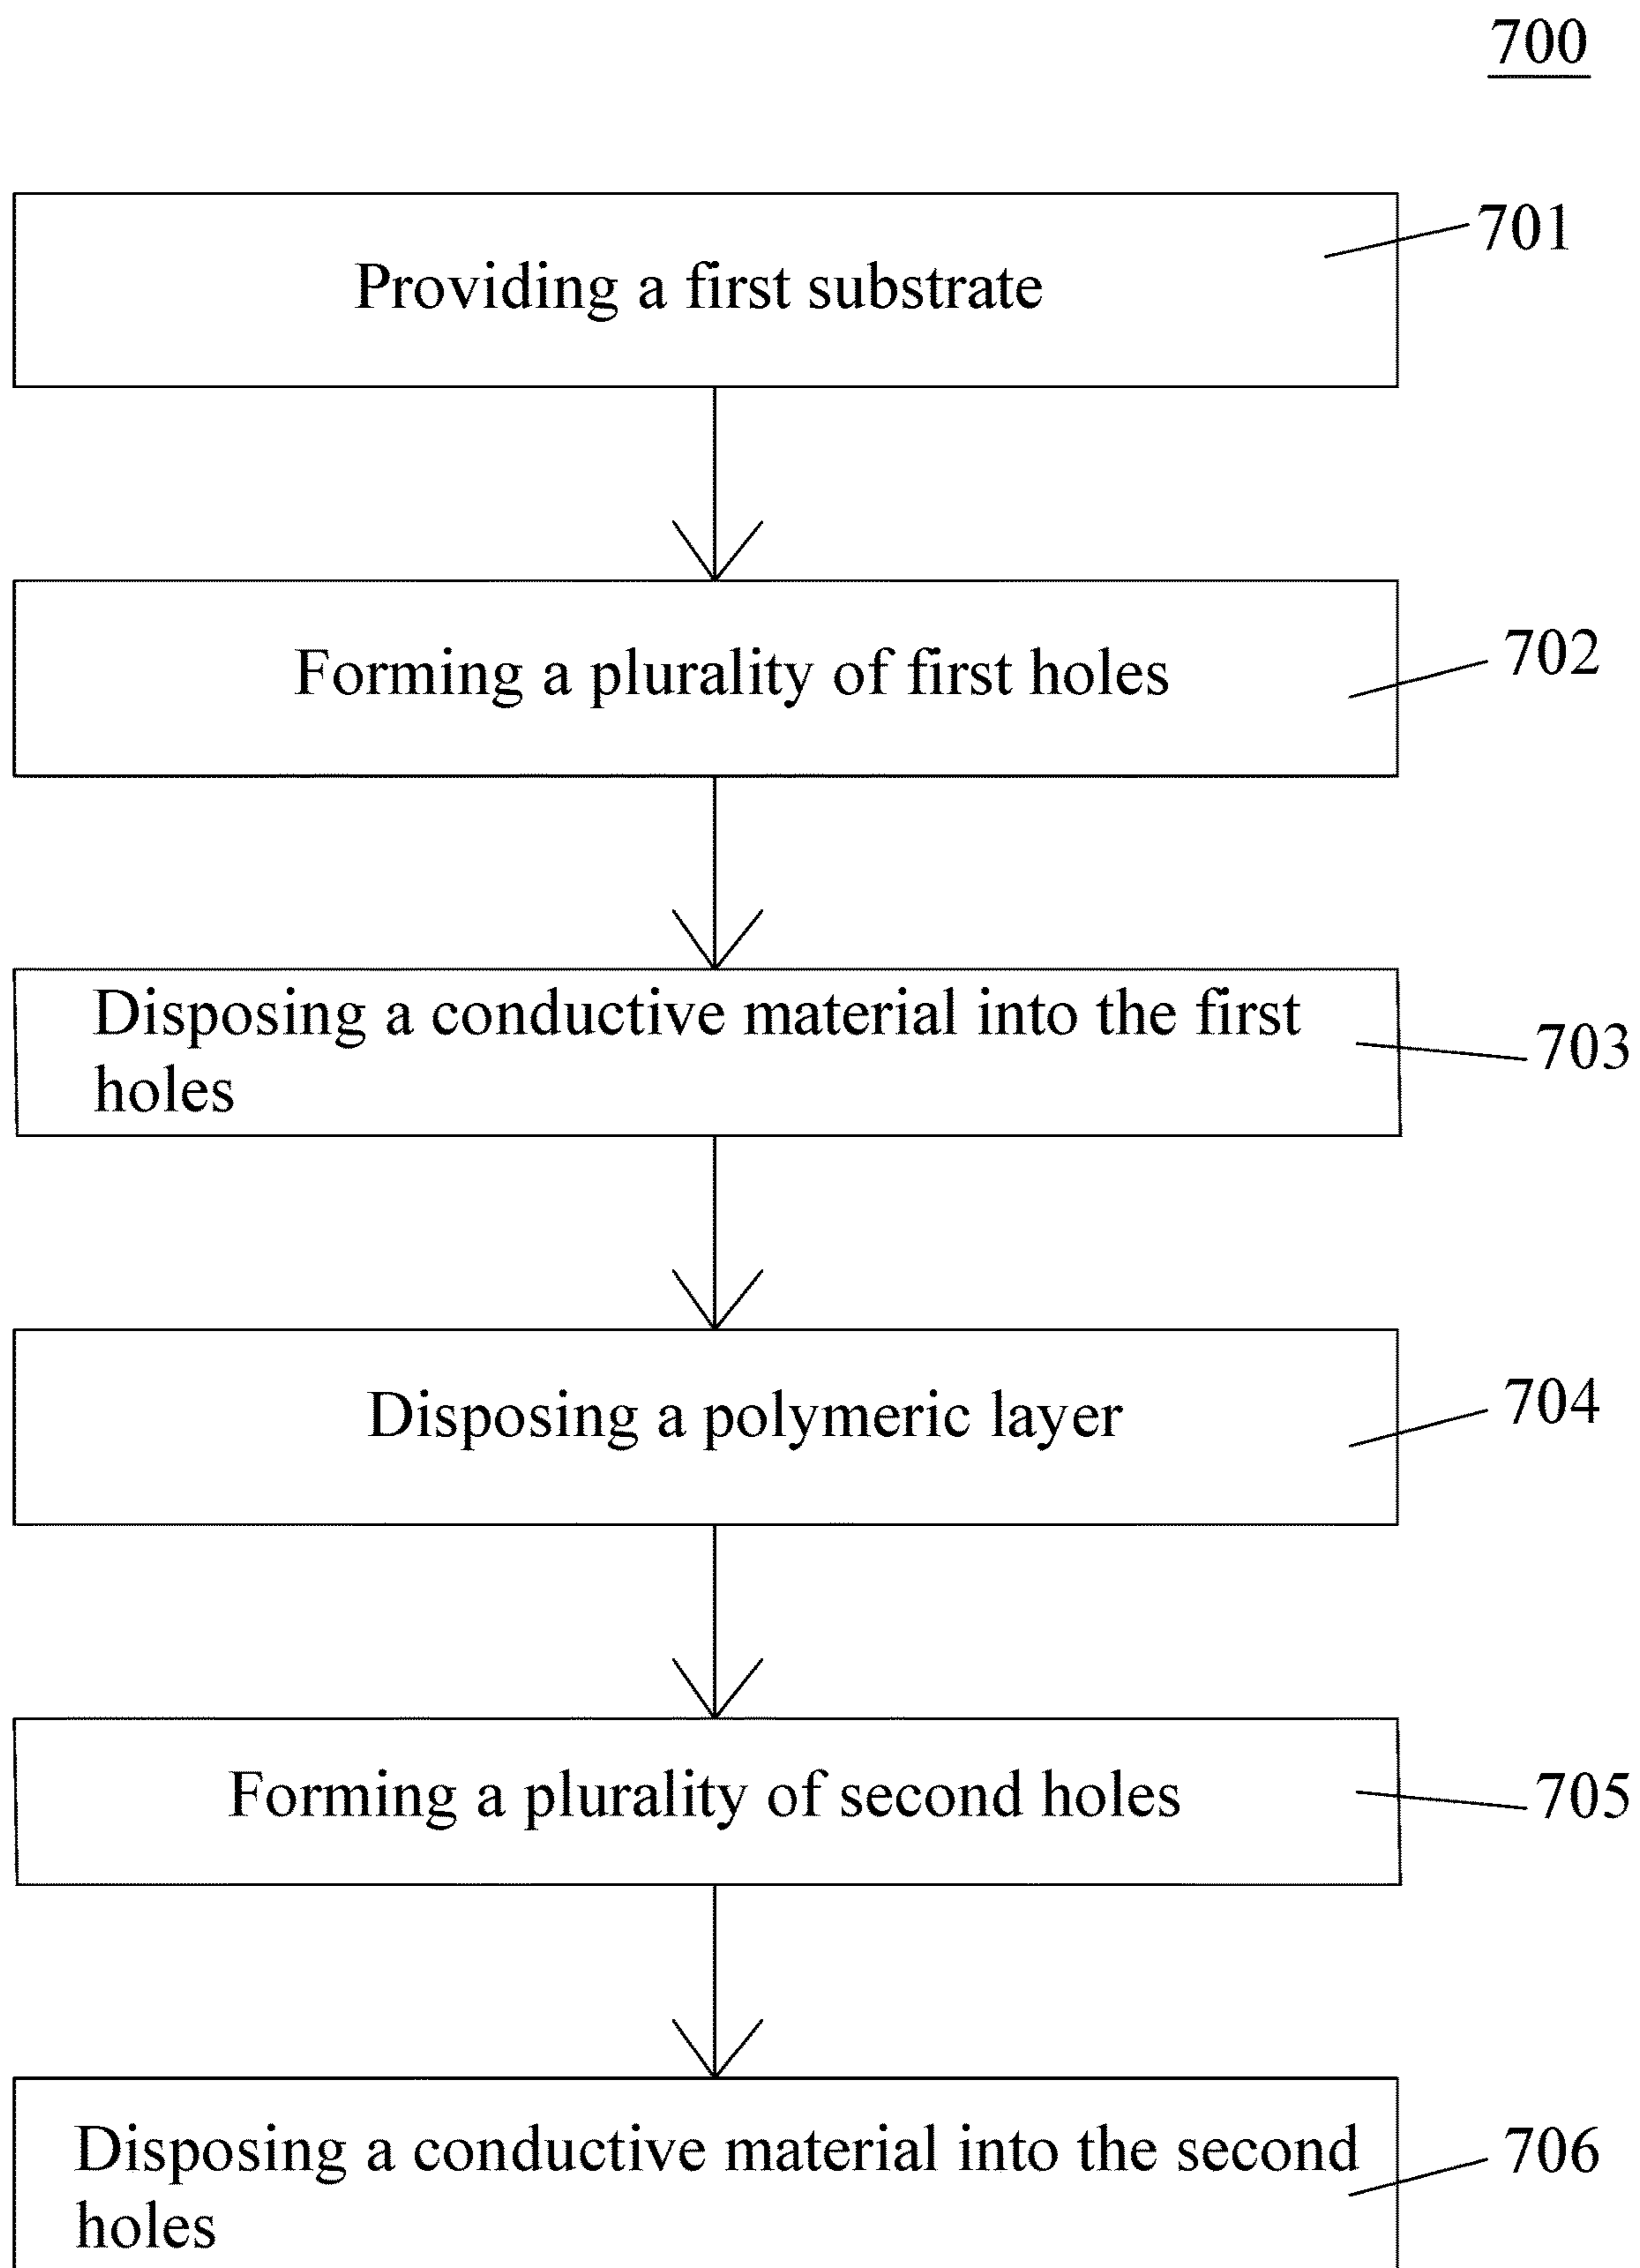 700
701
Providing a first substrate
702
Forming a plurality of first holes
Disposing a conductive material into the first
703
holes
704
Disposing a polymeric layer
Forming a plurality of second holes
705
Disposing a conductive material into the second
706
holes